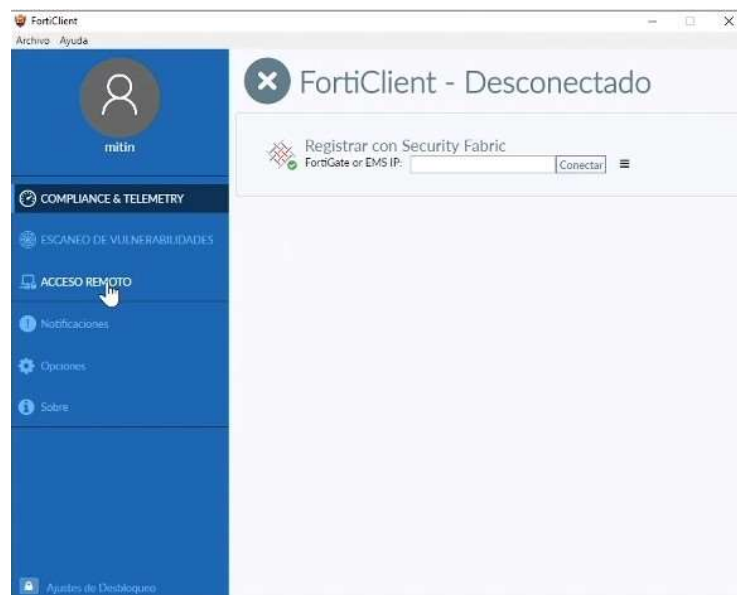 FortiClient
Archivo Ayuda
mitin
COMPLIANCE & TELEMETRY
ESCANEO DE VULNERABILIDADES
ACCESO REMOTO
Notificaciones
Opciones
Sobre
Ajustes de Desbloqueo
FortiClient - Desconectado
Registrar con Security Fabric
FortiGate or EMS IP: Conectar